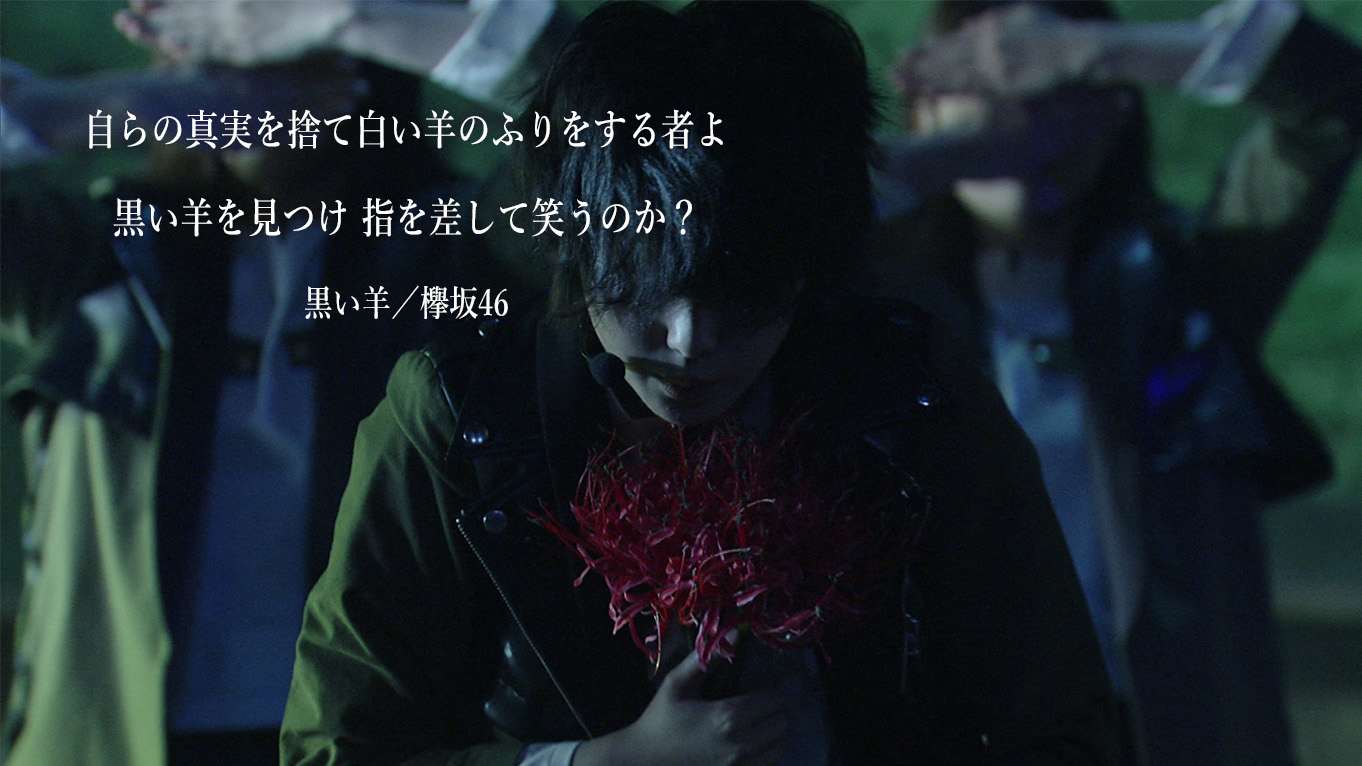 自らの真実を捨て白い羊のふりをする者よ
黒い羊を見つけ 指を差して笑うのか?
黒い羊／欅坂46